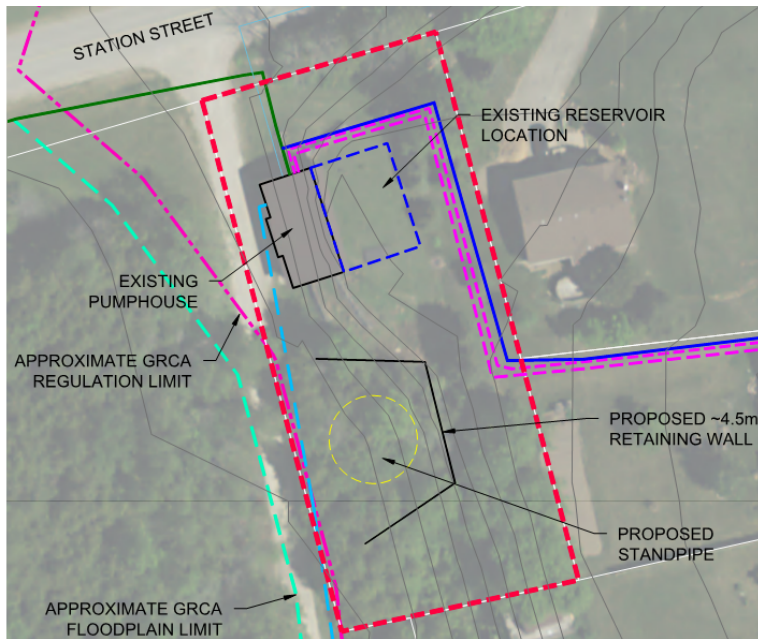 STATION STREET
EXISTING RESERVOIR
LOCATION
EXISTING
PUMPHOUSE
APPROXIMATE GRCA
REGULATION LIMIT
PROPOSED ~4.5m
RETAINING WALL
PROPOSED
STANDPIPE
APPROXIMATE GRCA
FLOODPLAIN LIMIT